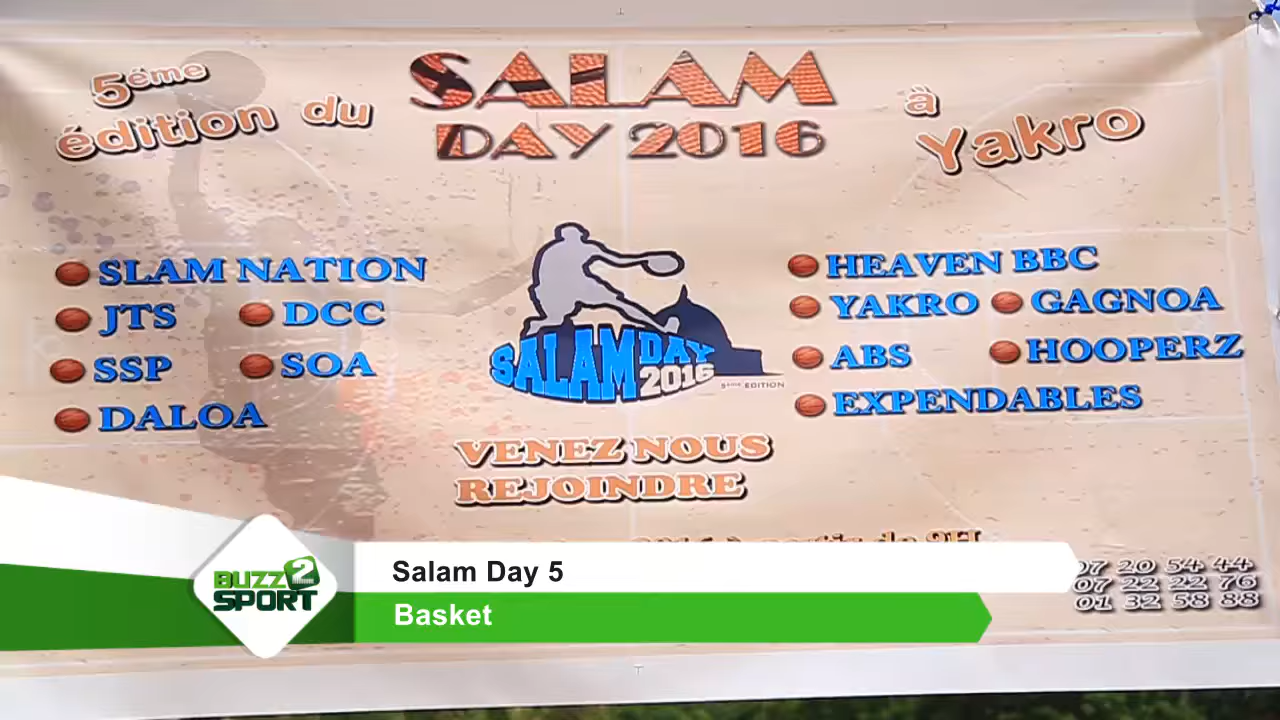 5éme
édition du
SALAM
DAY 2016
à
Yakro
SLAM NATION
JTS DCC
SSP SOA
DALOA
SALAM DAY
2016
5ème EDITION
HEAVEN BBC
YAKRO GAGNOA
ABS HOOPERZ
EXPENDABLES
VENEZ NOUS
REJOINDRE
07 20 54 44
07 22 22 76
01 32 58 88
BUZZ 2
SPORT
Salam Day 5
Basket